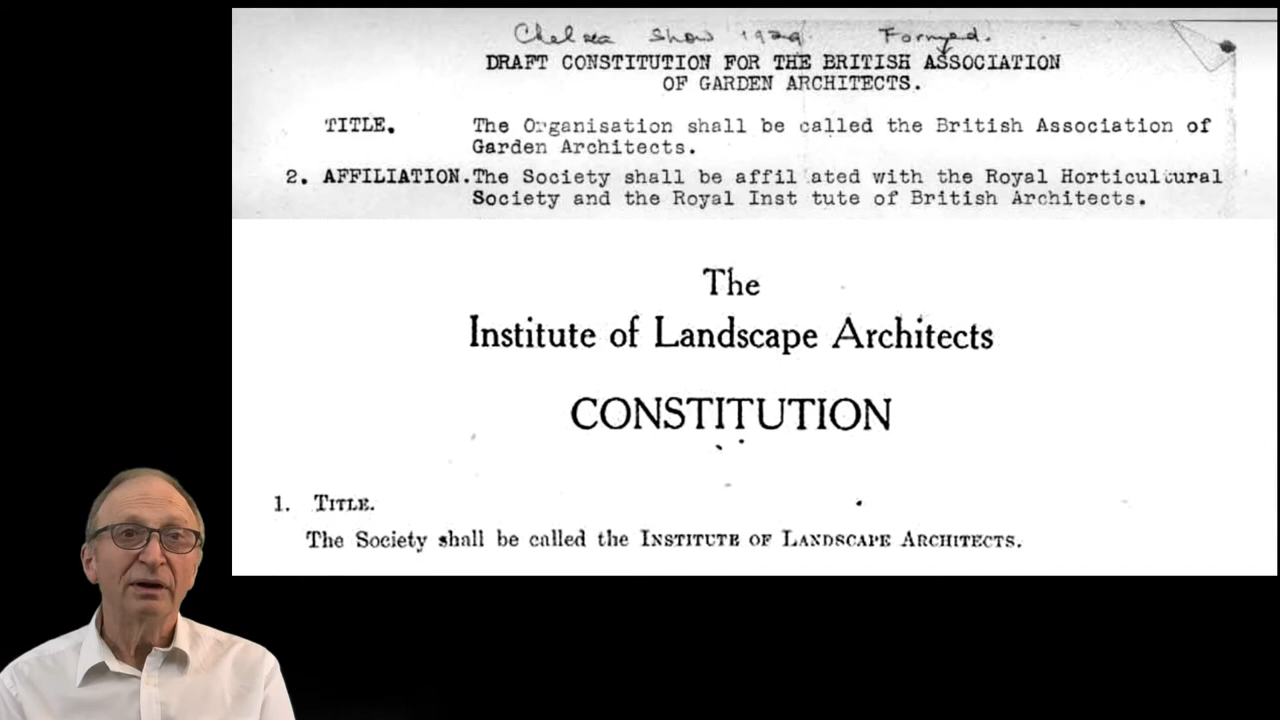 Chelsea Show 1929. Formed.
DRAFT CONSTITUTION FOR THE BRITISH ASSOCIATION
OF GARDEN ARCHITECTS.
TITLE. The Organisation shall be called the British Association of
Garden Architects.
2. AFFILIATION. The Society shall be affil ated with the Royal Horticultural
Society and the Royal Inst tute of British Architects.
The
Institute of Landscape Architects
CONSTITUTION
1. TITLE.
The Society shall be called the INSTITUTE OF LANDSCAPE ARCHITECTS.